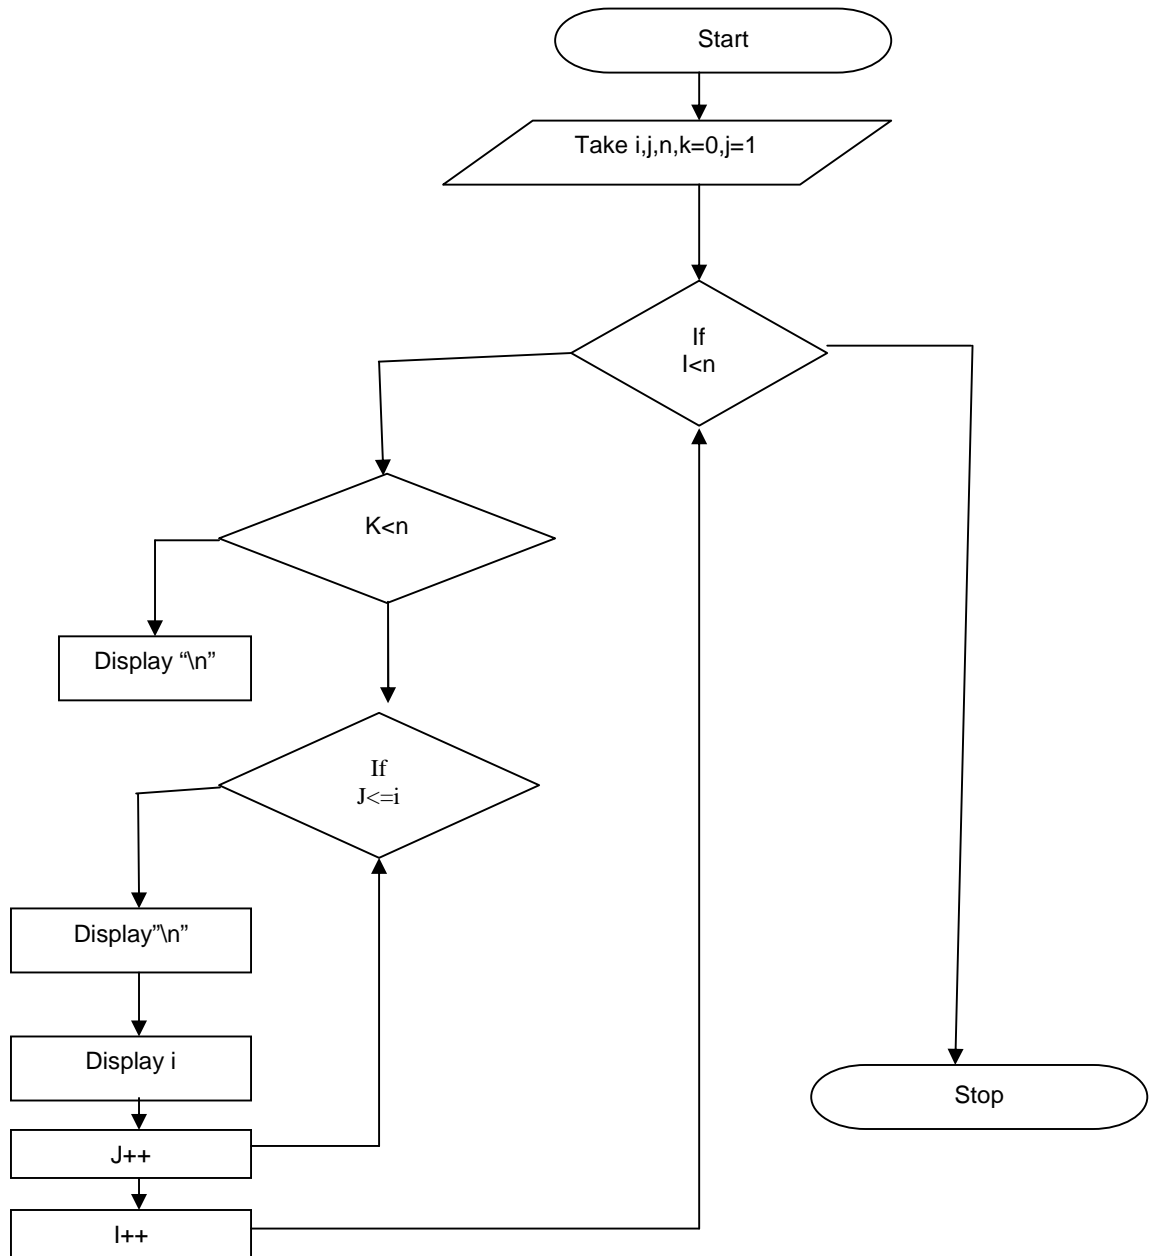 Start
Take i,j,n,k=0,j=1
If
I<n
K<n
Display “\n”
If
J<=i
Display”\n”
Display i
J++
I++
Stop